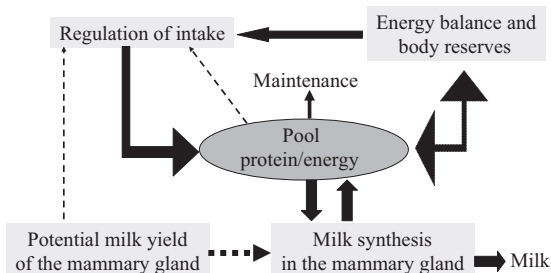 Regulation of intake
Energy balance and
body reserves
Maintenance
Pool
protein/energy
Potential milk yield
of the mammary gland
Milk synthesis
in the mammary gland
Milk